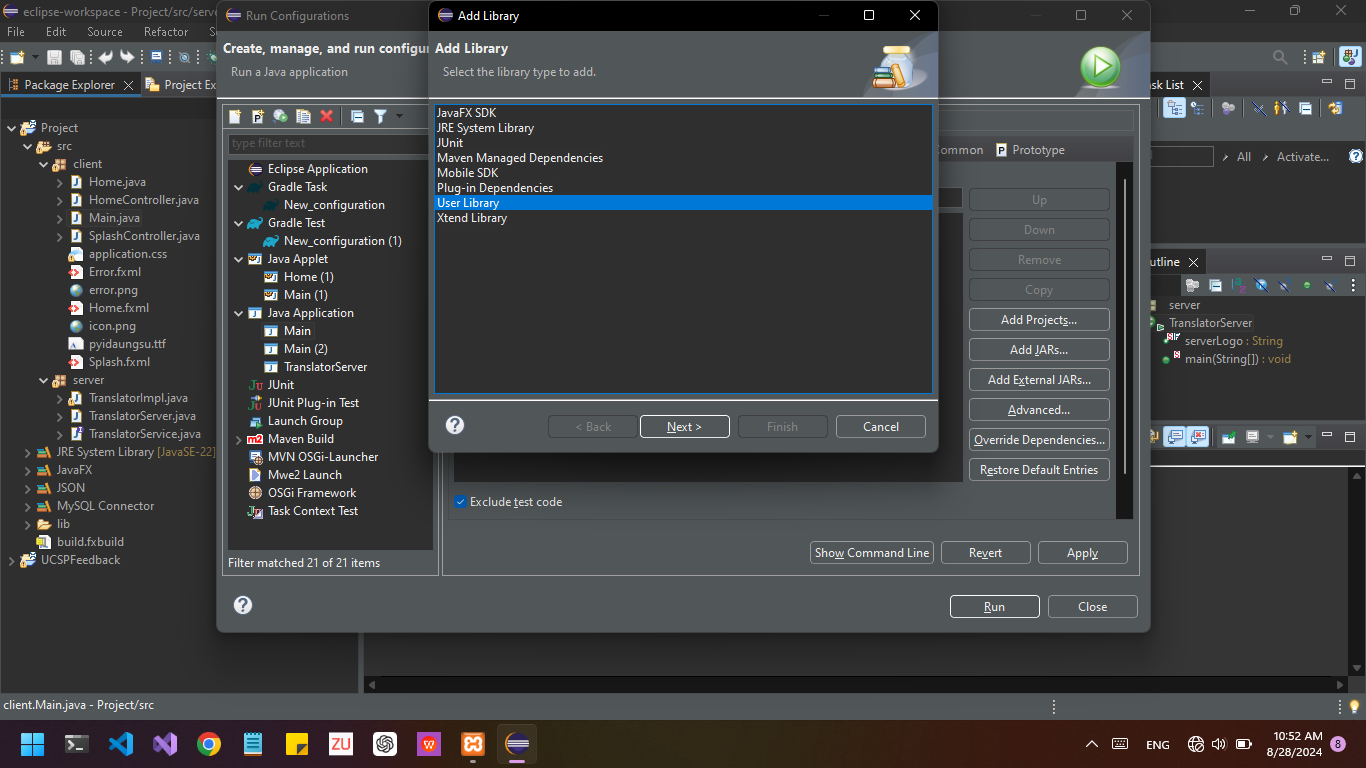 eclipse-workspace - Project/src/serve
File Edit Source Refactor
Package Explorer
Project Ex
Project
src
client
Home.java
HomeController.java
Main.java
SplashController.java
application.css
Error.fxml
error.png
Home.fxml
icon.png
pyidaungsu.ttf
Splash.fxml
server
TranslatorImpl.java
TranslatorServer.java
TranslatorService.java
JRE System Library [JavaSE-22]
JavaFX
JSON
MySQL Connector
lib
build.fxbuild
UCSPFeedback
Run Configurations
Create, manage, and run configur
Run a Java application
type filter text
Eclipse Application
Gradle Task
New_configuration
Gradle Test
New_configuration (1)
Java Applet
Home (1)
Main (1)
Java Application
Main
Main (2)
TranslatorServer
JUnit
JUnit Plug-in Test
Launch Group
Maven Build
MVN OSGi-Launcher
Mwe2 Launch
OSGi Framework
Task Context Test
Filter matched 21 of 21 items
Add Library
Add Library
Select the library type to add.
JavaFX SDK
JRE System Library
JUnit
Maven Managed Dependencies
Mobile SDK
Plug-in Dependencies
User Library
Xtend Library
< Back
Next >
Finish
Cancel
ommon
Prototype
Up
Down
Remove
Copy
Add Projects...
Add JARs...
Add External JARs...
Advanced...
Override Dependencies...
Restore Default Entries
Exclude test code
Show Command Line
Revert
Apply
Run
Close
sk List
All
Activate...
utline
server
TranslatorServer
serverLogo : String
main(String[]) : void
client.Main.java - Project/src
ZU
ENG
10:52 AM
8/28/2024
8